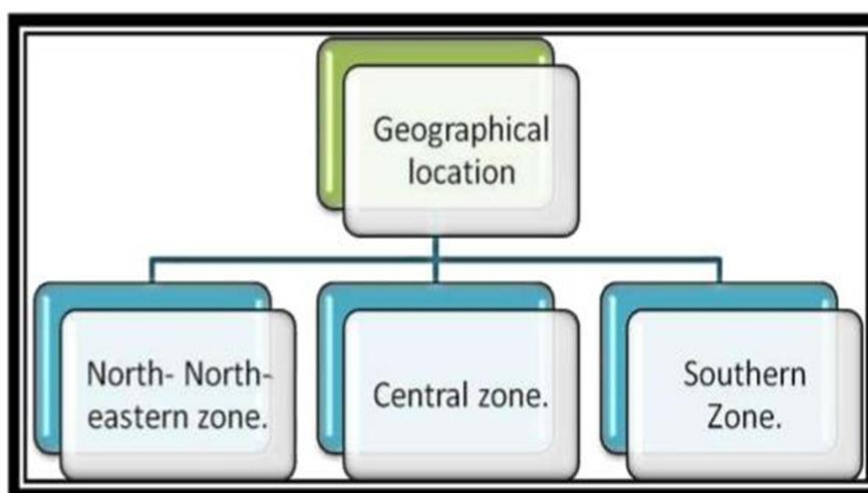 Geographical
location
North- North-
eastern zone.
Central zone.
Southern
Zone.